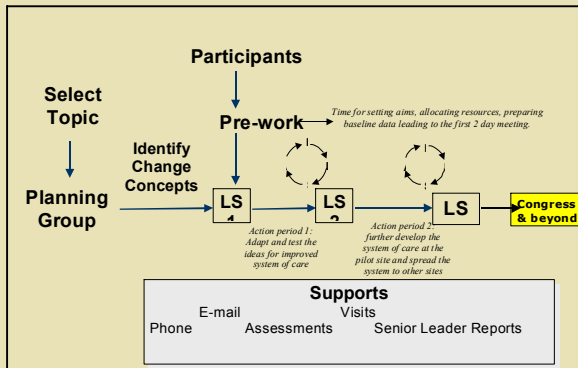 Participants
Select
Topic
Pre-work
Time for setting aims, allocating resources, preparing
baseline data leading to the first 2 day meeting.
Identify
Change
Concepts
Planning
Group
LS
1
LS
2
LS
Congress
& beyond
Action period 1:
Adapt and test the
ideas for improved
system of care
Action period 2:
further develop the
system of care at the
pilot site and spread the
system to other sites
Supports
E-mail Visits
Phone Assessments Senior Leader Reports